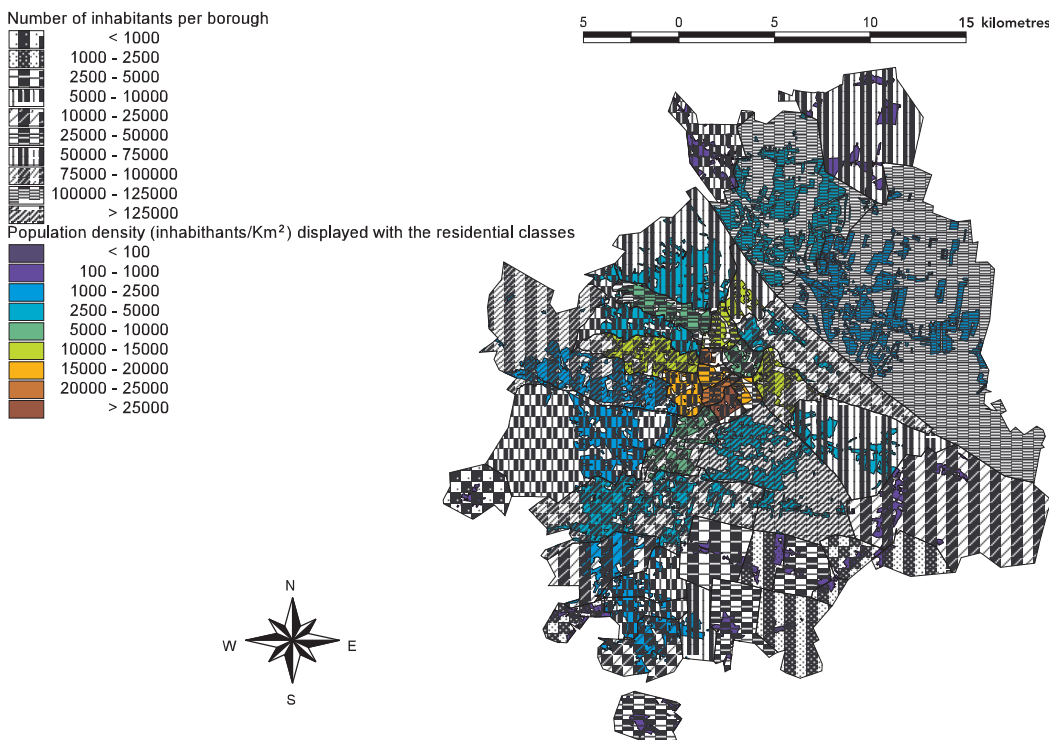 Number of inhabitants per borough
< 1000
1000 - 2500
2500 - 5000
5000 - 10000
10000 - 25000
25000 - 50000
50000 - 75000
75000 - 100000
100000 - 125000
> 125000
Population density (inhabithants/Km²) displayed with the residential classes
< 100
100 - 1000
1000 - 2500
2500 - 5000
5000 - 10000
10000 - 15000
15000 - 20000
20000 - 25000
> 25000
5 0 5 10 15 kilometres
N
W E
S